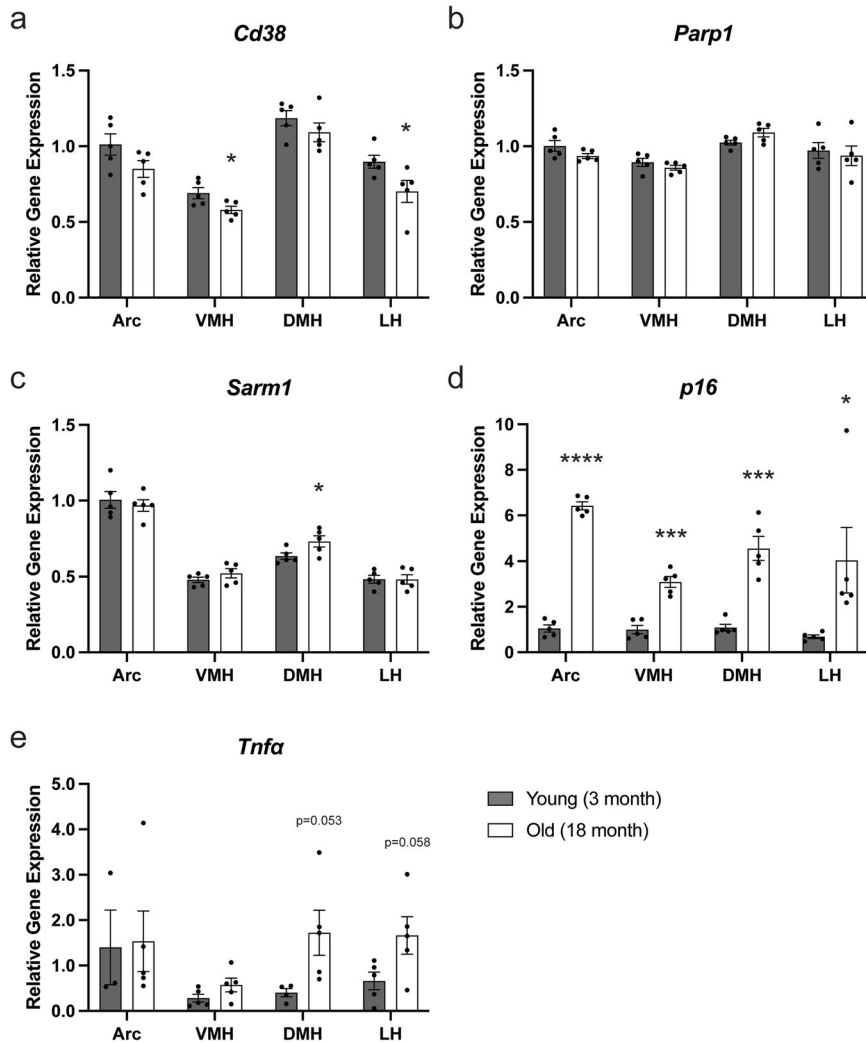 a
Cd38
Relative Gene Expression
1.5
*
*
1.0
0.5
0.0
Arc VMH DMH LH
b
Parp1
Relative Gene Expression
1.5
1.0
0.5
0.0
Arc VMH DMH LH
c
Sarm1
Relative Gene Expression
1.5
1.0
*
0.5
0.0
Arc VMH DMH LH
d
p16
Relative Gene Expression
*
10
****
***
8
***
6
4
2
0
Arc VMH DMH LH
e
Tnfα
Relative Gene Expression
5.0
p=0.053
4.0
p=0.058
3.0
2.0
1.0
0.0
Arc VMH DMH LH
Young (3 month)
Old (18 month)